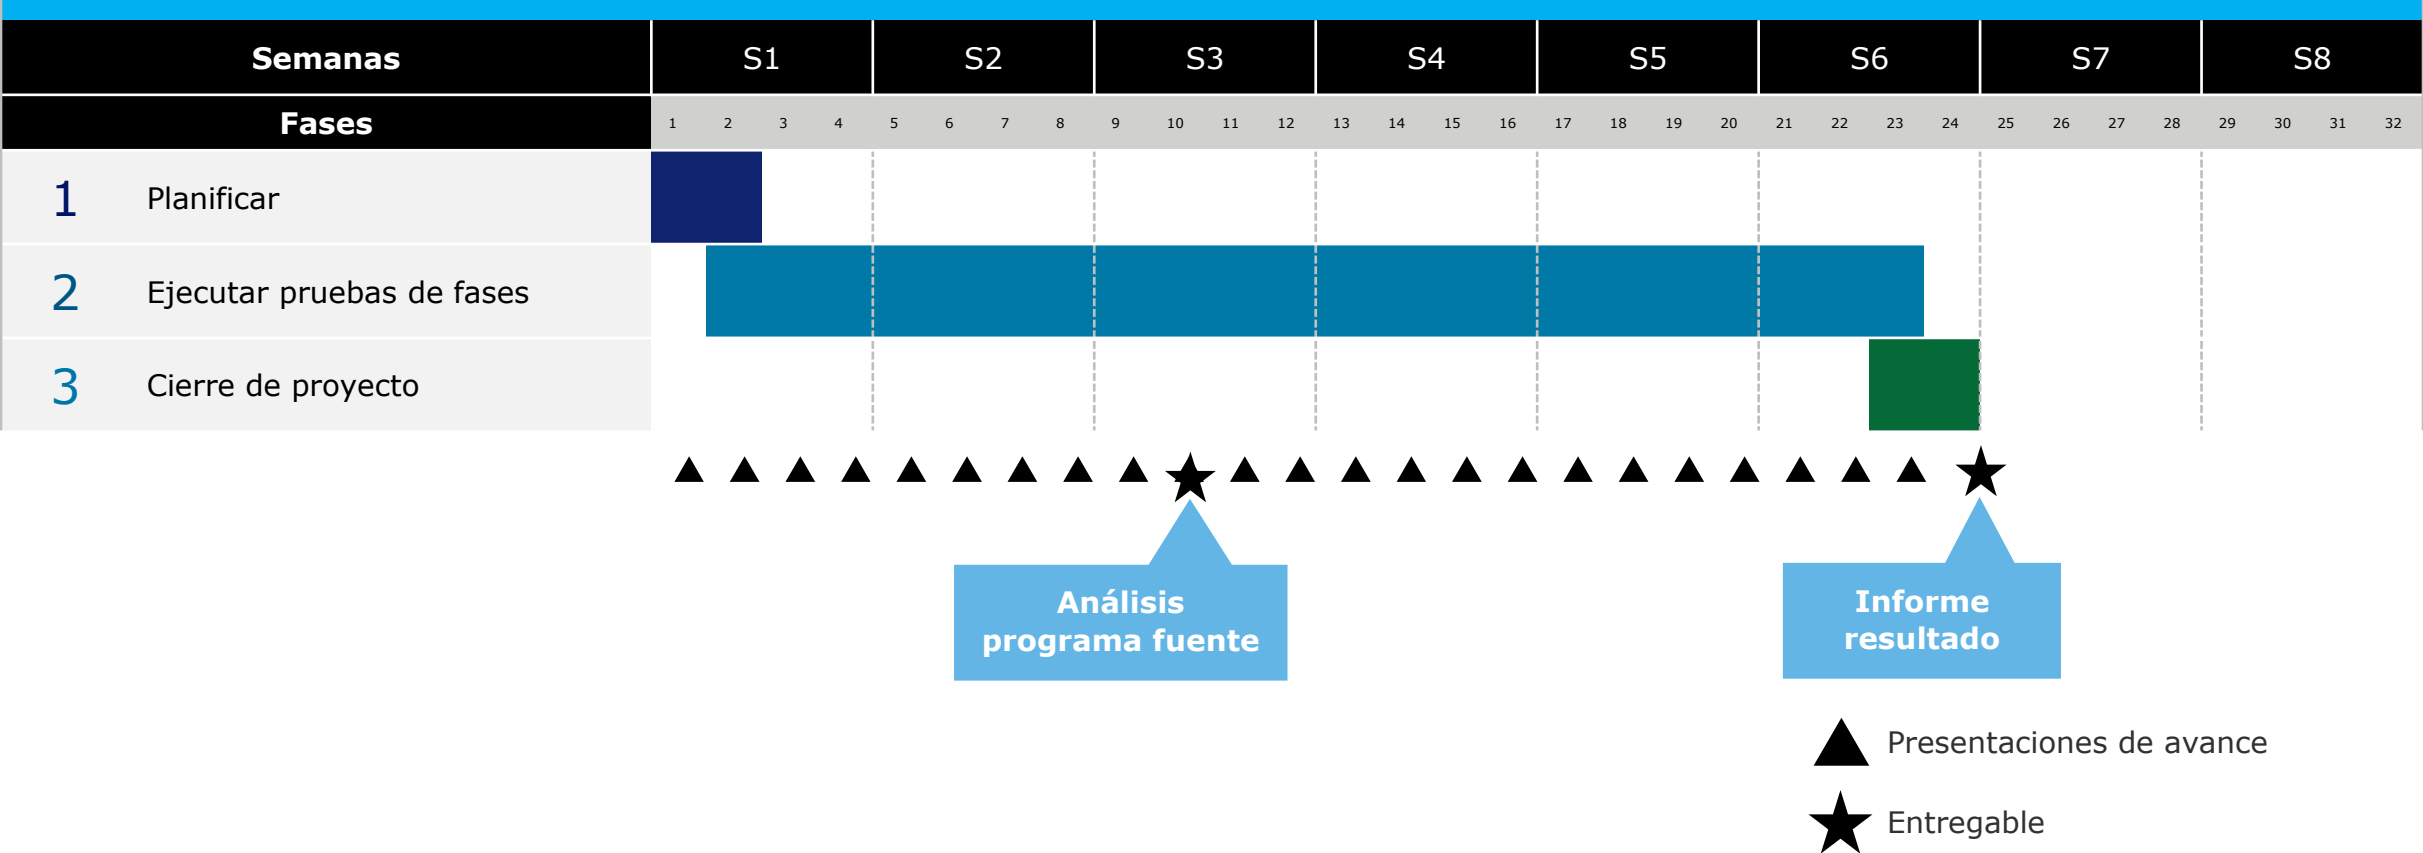 Semanas S1 S2 S3 S4 S5 S6 S7 S8
Fases 1 2 3 4 5 6 7 8 9 10 11 12 13 14 15 16 17 18 19 20 21 22 23 24 25 26 27 28 29 30 31 32
1 Planificar
2 Ejecutar pruebas de fases
3 Cierre de proyecto
Análisis
programa fuente
Informe
resultado
Presentaciones de avance
Entregable